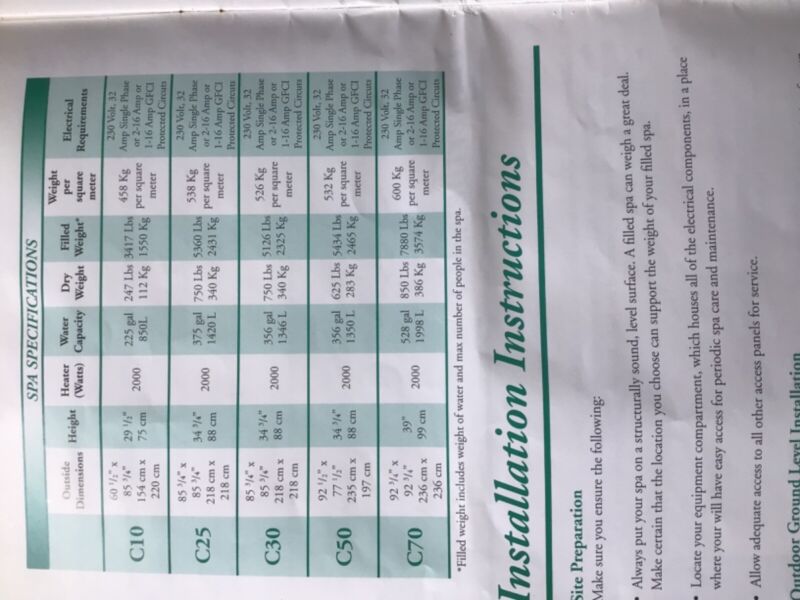 SPA SPECIFICATIONS
Outside Dimensions Height Heater (Watts) Water Capacity Dry Weight Filled Weight* Weight per square meter Electrical Requirements
C10
60 1/2" x
85 3/4"
154 cm x
220 cm
29 1/2"
75 cm
2000
225 gal
850L
247 Lbs
112 Kg
3417 Lbs
1550 Kg
458 Kg
per square
meter
230 Volt, 32
Amp Single Phase
or 2-16 Amp or
1-16 Amp GFCI
Protected Circuts
C25
85 3/4" x
85 3/4"
218 cm x
218 cm
34 3/4"
88 cm
2000
375 gal
1420 L
750 Lbs
340 Kg
5360 Lbs
2431 Kg
538 Kg
per square
meter
230 Volt, 32
Amp Single Phase
or 2-16 Amp or
1-16 Amp GFCI
Protected Circuts
C30
85 3/4" x
85 3/4"
218 cm x
218 cm
34 3/4"
88 cm
2000
356 gal
1346 L
750 Lbs
340 Kg
5126 Lbs
2325 Kg
526 Kg
per square
meter
230 Volt, 32
Amp Single Phase
or 2-16 Amp or
1-16 Amp GFCI
Protected Circuts
C50
92 1/2" x
77 1/2"
235 cm x
197 cm
34 3/4"
88 cm
2000
356 gal
1350 L
625 Lbs
283 Kg
5434 Lbs
2465 Kg
532 Kg
per square
meter
230 Volt, 32
Amp Single Phase
or 2-16 Amp or
1-16 Amp GFCI
Protected Circuts
C70
92 3/4" x
92 3/4"
236 cm x
236 cm
39"
99 cm
2000
528 gal
1998 L
850 Lbs
386 Kg
7880 Lbs
3574 Kg
600 Kg
per square
meter
230 Volt, 32
Amp Single Phase
or 2-16 Amp or
1-16 Amp GFCI
Protected Circuts
*Filled weight includes weight of water and max number of people in the spa.
Installation Instructions
Site Preparation
Make sure you ensure the following:
• Always put your spa on a structurally sound, level surface. A filled spa can weigh a great deal.
Make certain that the location you choose can support the weight of your filled spa.
• Locate your equipment compartment, which houses all of the electrical components, in a place
where your will have easy access for periodic spa care and maintenance.
• Allow adequate access to all other access panels for service.
Outdoor Ground Level Installation